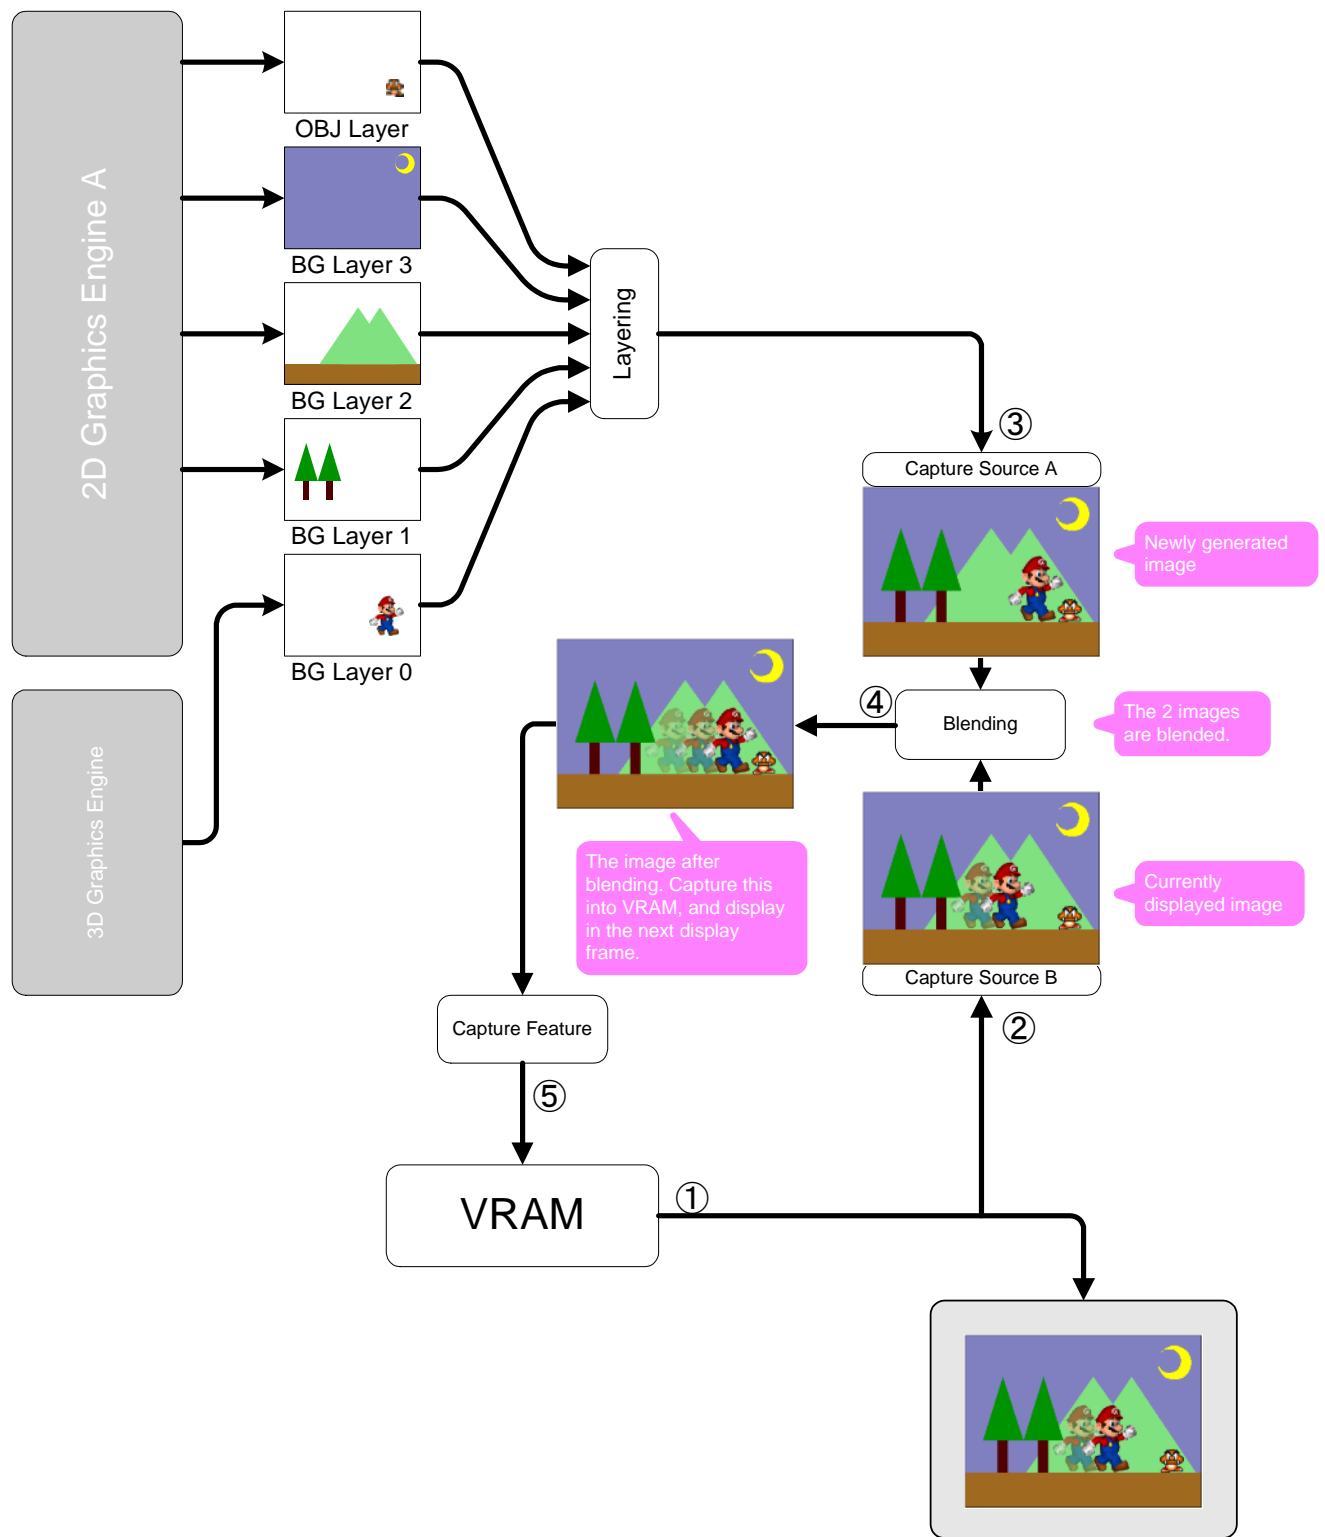 2D Graphics Engine A
OBJ Layer
BG Layer 3
BG Layer 2
BG Layer 1
BG Layer 0
3D Graphics Engine
Layering
③
Capture Source A
Newly generated
image
④
Blending
The 2 images
are blended.
The image after
blending. Capture this
into VRAM, and display
in the next display
frame.
Currently
displayed image
Capture Source B
②
Capture Feature
⑤
VRAM
①